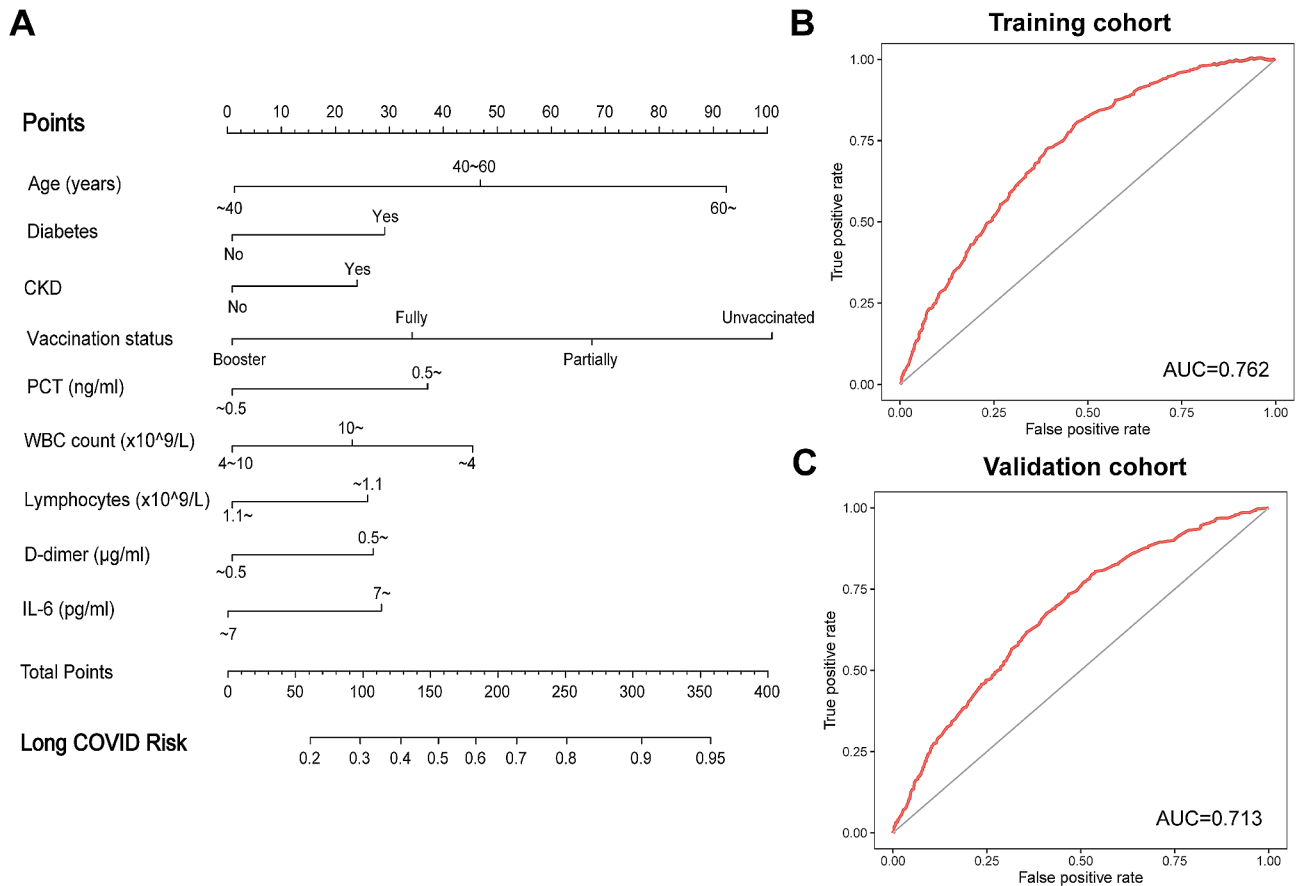 A
Points
0 10 20 30 40 50 60 70 80 90 100
Age (years)
~40 40~60 60~
Diabetes
No Yes
CKD
No Yes
Vaccination status
Booster Fully Partially Unvaccinated
PCT (ng/ml)
~0.5 0.5~
WBC count (x10^9/L)
4~10 10~ ~4
Lymphocytes (x10^9/L)
1.1~ ~1.1
D-dimer (µg/ml)
~0.5 0.5~
IL-6 (pg/ml)
~7 7~
Total Points
0 50 100 150 200 250 300 350 400
Long COVID Risk
0.2 0.3 0.4 0.5 0.6 0.7 0.8 0.9 0.95
B
Training cohort
True positive rate
1.00
0.75
0.50
0.25
0.00
AUC=0.762
0.00 0.25 0.50 0.75 1.00
False positive rate
C
Validation cohort
True positive rate
1.00
0.75
0.50
0.25
0.00
AUC=0.713
0.00 0.25 0.50 0.75 1.00
False positive rate